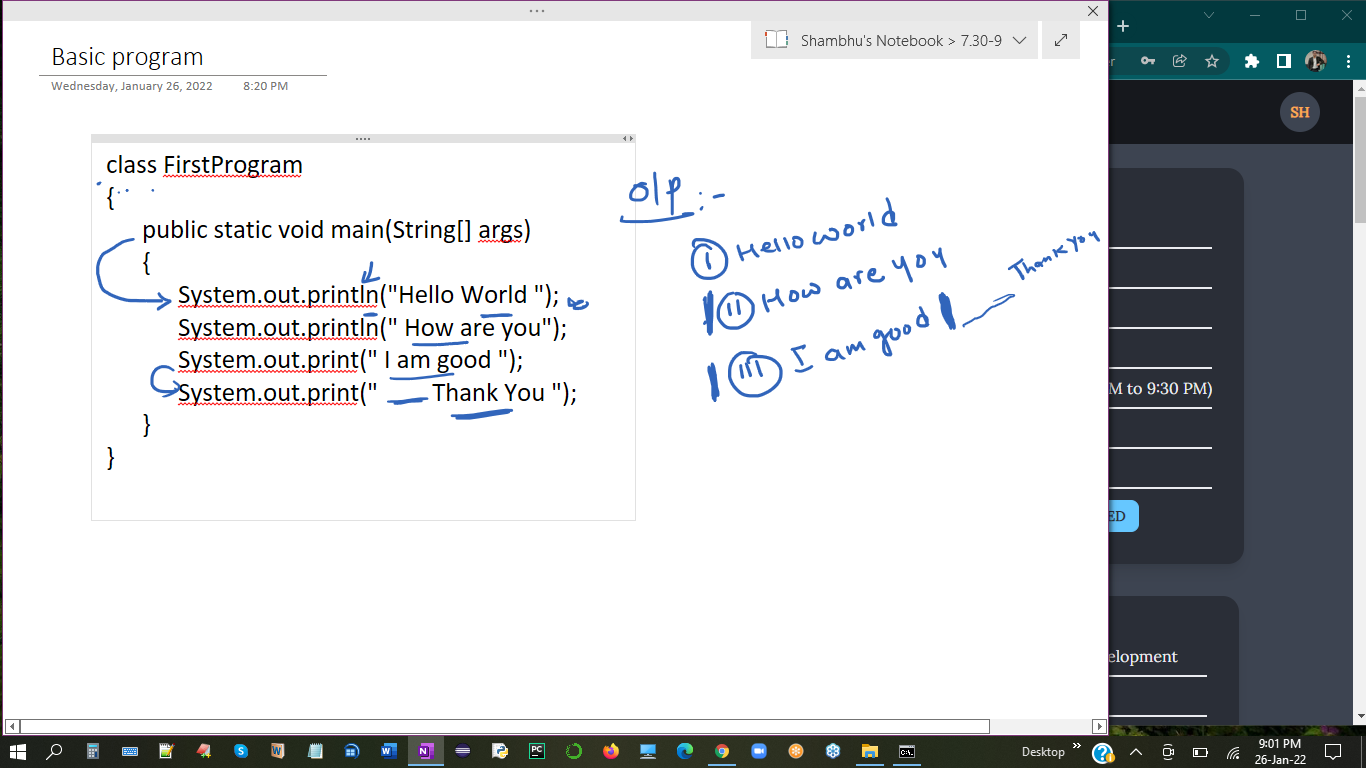 Shambhu's Notebook > 7.30-9
Basic program
Wednesday, January 26, 2022 8:20 PM
SH
class FirstProgram
{
public static void main(String[] args)
{
System.out.println("Hello World ");
System.out.println(" How are you");
System.out.print(" I am good ");
System.out.print(" Thank You ");
}
}
O/P :-
I Hello world
II How are you
III I am good Thank You
M to 9:30 PM)
ED
elopment
Desktop
9:01 PM
26-Jan-22